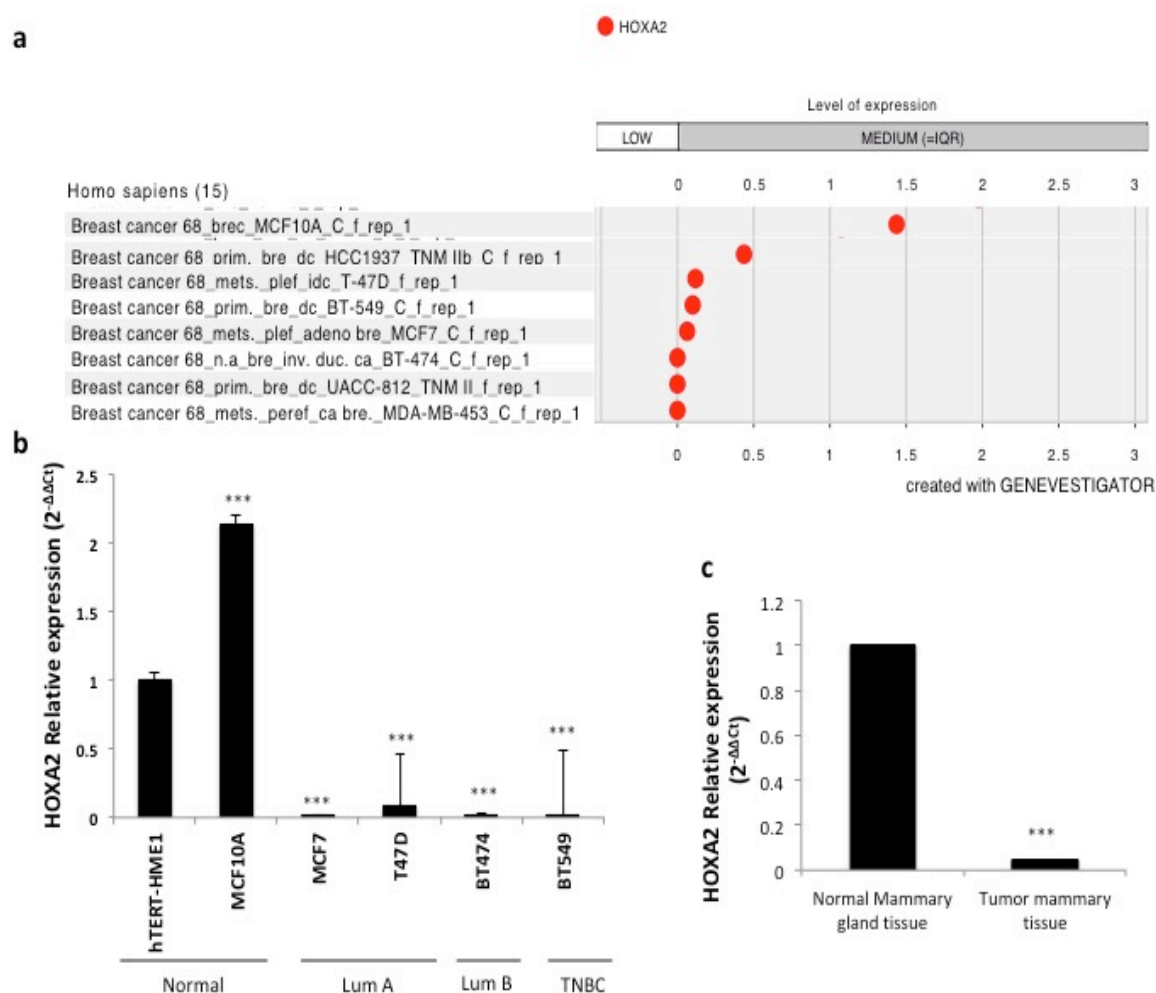 a
HOXA2
Level of expression
LOW MEDIUM (=IQR)
Homo sapiens (15)
0 0.5 1 1.5 2 2.5 3
Breast cancer 68_brec_MCF10A_C_f_rep_1
Breast cancer 68_prim._bre_dc_HCC1937_TNM IIb_C_f_rep_1
Breast cancer 68_mets._plef_idc_T-47D_f_rep_1
Breast cancer 68_prim._bre_dc_BT-549_C_f_rep_1
Breast cancer 68_mets._plef_adeno bre_MCF7_C_f_rep_1
Breast cancer 68_n.a_bre_inv. duc. ca_BT-474_C_f_rep_1
Breast cancer 68_prim._bre_dc_UACC-812_TNM II_f_rep_1
Breast cancer 68_mets._peref_ca bre._MDA-MB-453_C_f_rep_1
0 0.5 1 1.5 2 2.5 3
created with GENEVESTIGATOR
b
HOXA2 Relative expression (2^-ΔΔCt)
2.5
2
1.5
1
0.5
0
***
***
***
***
***
hTERT-HME1
MCF10A
MCF7
T47D
BT474
BT549
Normal
Lum A
Lum B
TNBC
c
HOXA2 Relative expression
(2^-ΔΔCt)
1.2
1
0.8
0.6
0.4
0.2
0
***
Normal Mammary
gland tissue
Tumor mammary
tissue